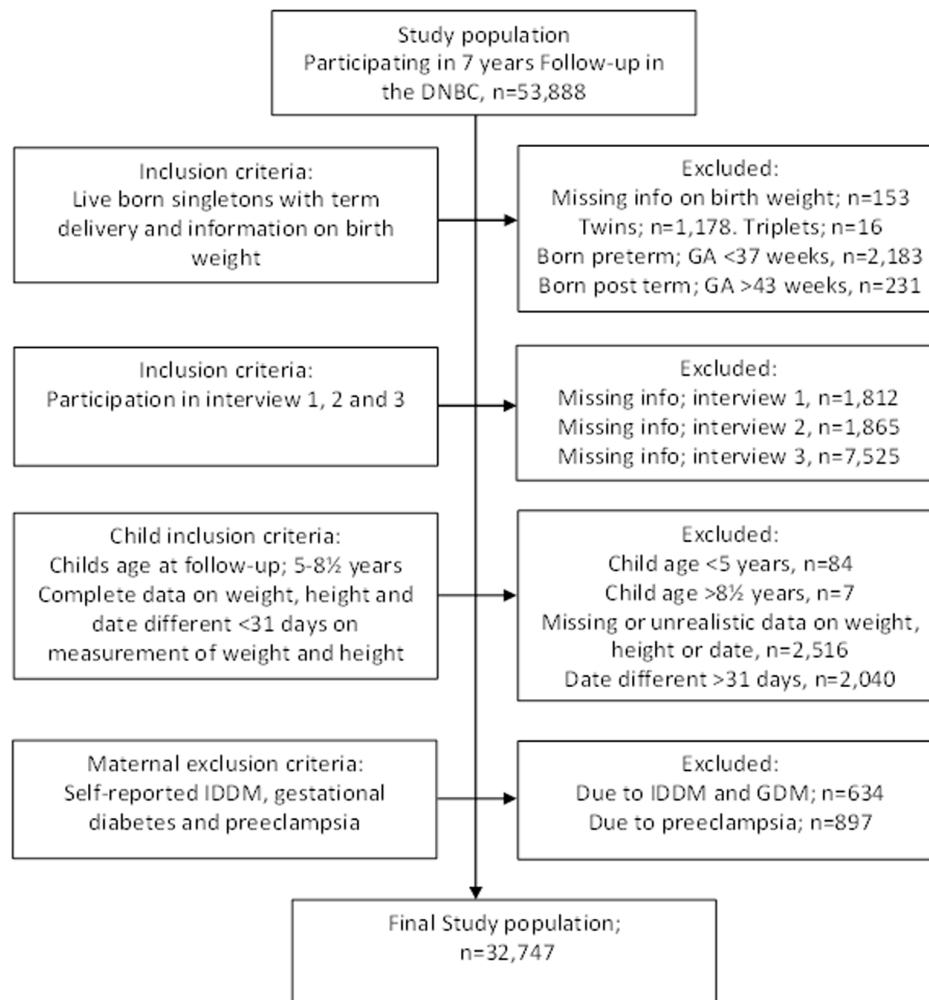 Study population
Participating in 7 years Follow-up in
the DNBC, n=53,888
Inclusion criteria:
Live born singletons with term
delivery and information on birth
weight
Excluded:
Missing info on birth weight; n=153
Twins; n=1,178. Triplets; n=16
Born preterm; GA <37 weeks, n=2,183
Born post term; GA >43 weeks, n=231
Inclusion criteria:
Participation in interview 1, 2 and 3
Excluded:
Missing info; interview 1, n=1,812
Missing info; interview 2, n=1,865
Missing info; interview 3, n=7,525
Child inclusion criteria:
Childs age at follow-up; 5-8½ years
Complete data on weight, height and
date different <31 days on
measurement of weight and height
Excluded:
Child age <5 years, n=84
Child age >8½ years, n=7
Missing or unrealistic data on weight,
height or date, n=2,516
Date different >31 days, n=2,040
Maternal exclusion criteria:
Self-reported IDDM, gestational
diabetes and preeclampsia
Excluded:
Due to IDDM and GDM; n=634
Due to preeclampsia; n=897
Final Study population;
n=32,747